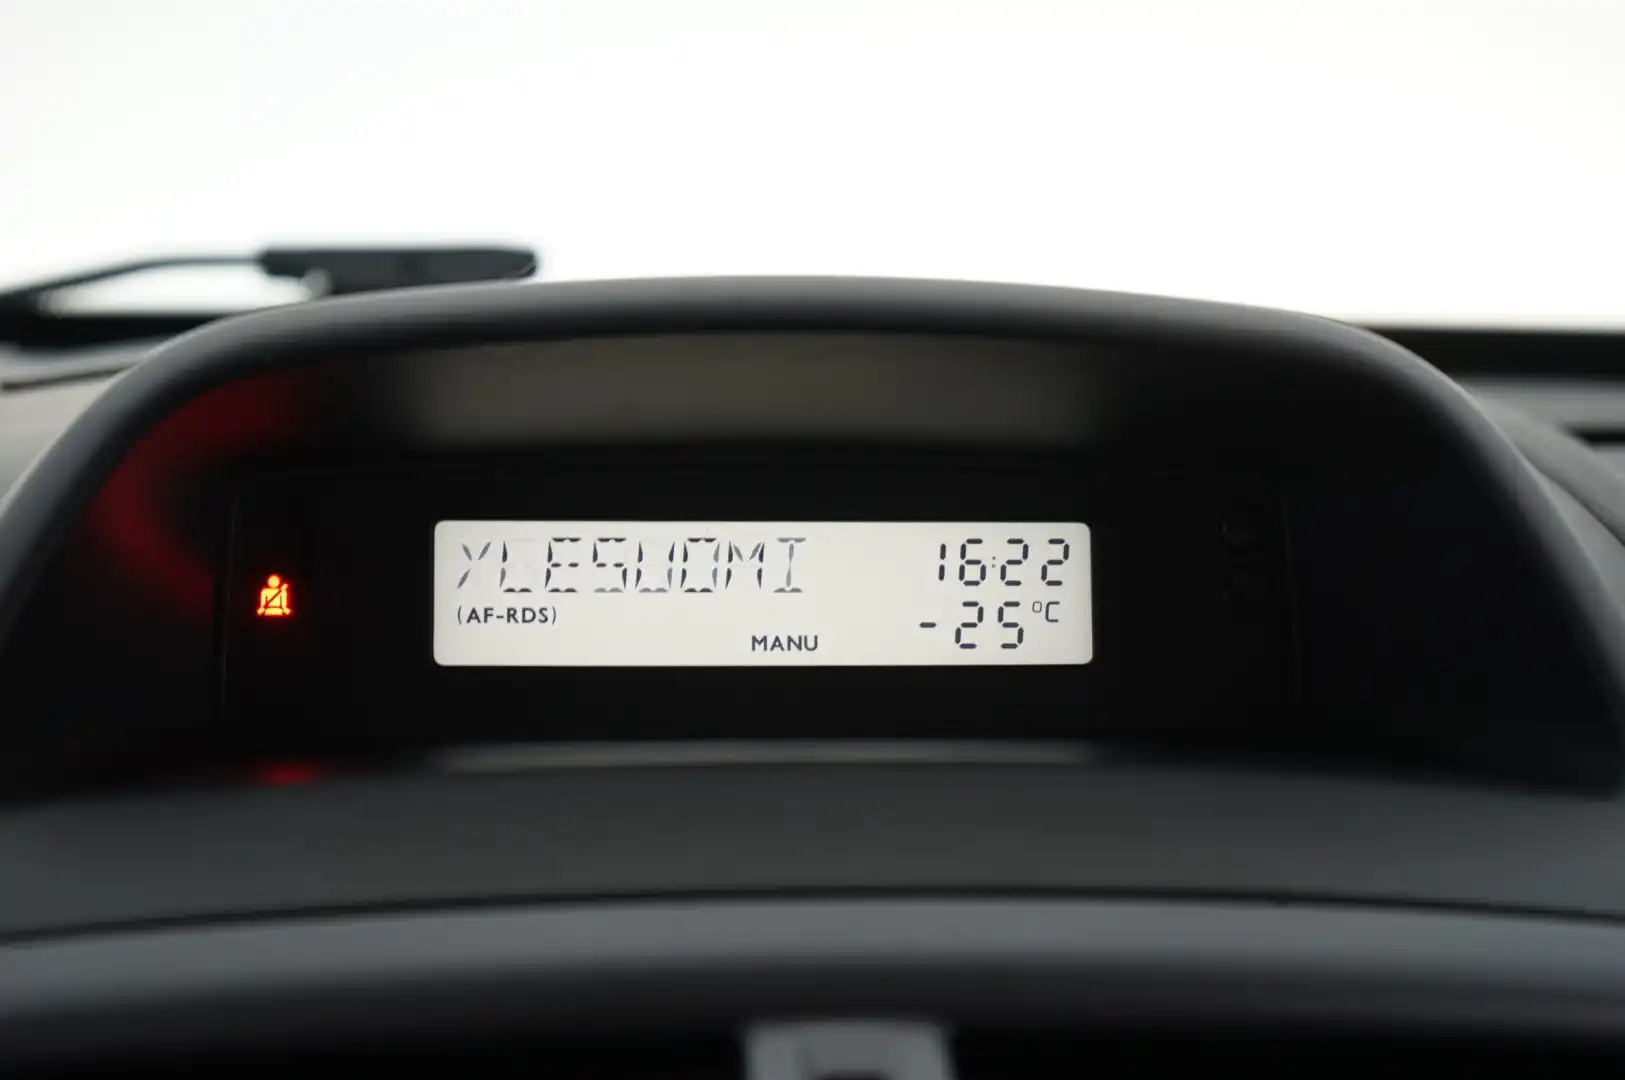 YLESUOMI 16:22
(AF-RDS) -25°C
MANU